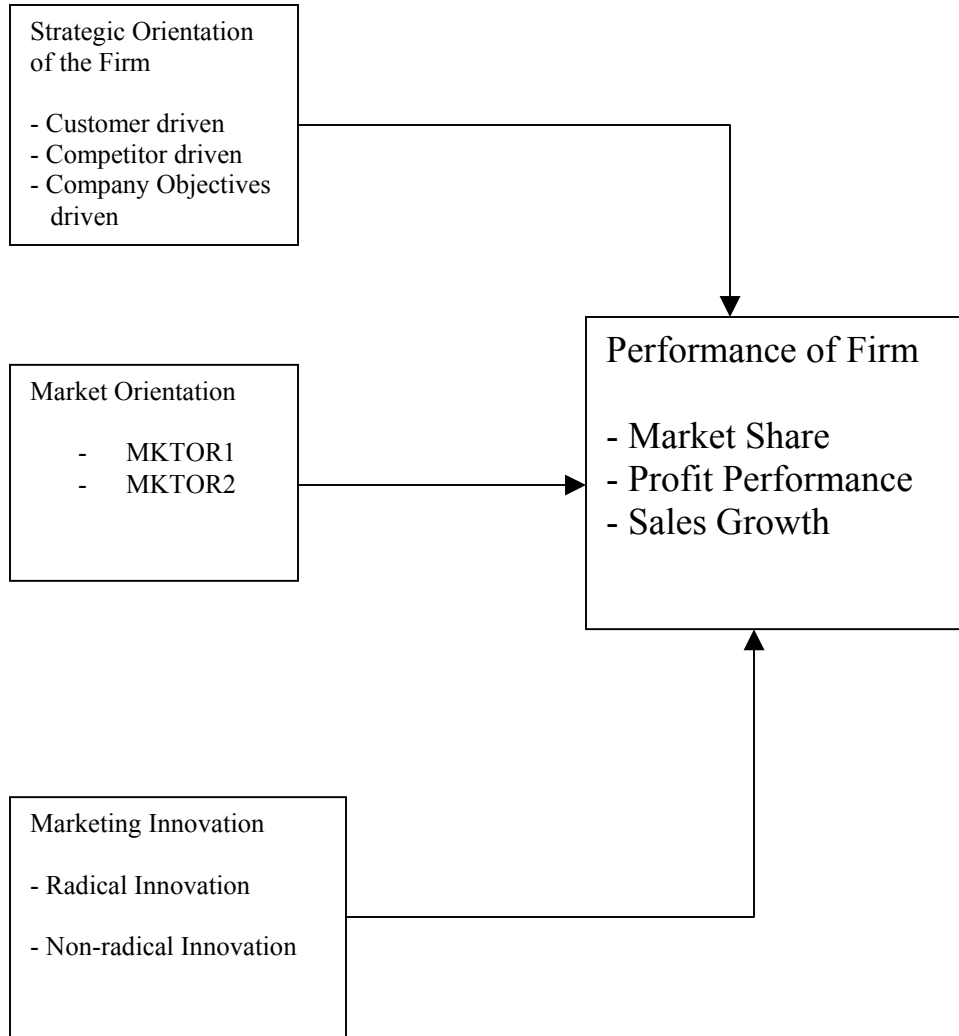 Strategic Orientation
of the Firm
- Customer driven
- Competitor driven
- Company Objectives
driven
Performance of Firm
- Market Share
- Profit Performance
- Sales Growth
Market Orientation
- MKTOR1
- MKTOR2
Marketing Innovation
- Radical Innovation
- Non-radical Innovation